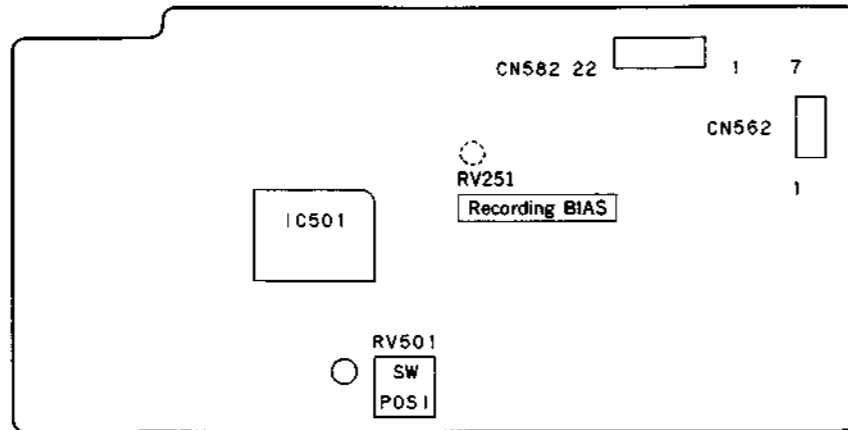 CN582 22 1 7
CN562
1
RV251
Recording BIAS
IC501
RV501
SW
POSI